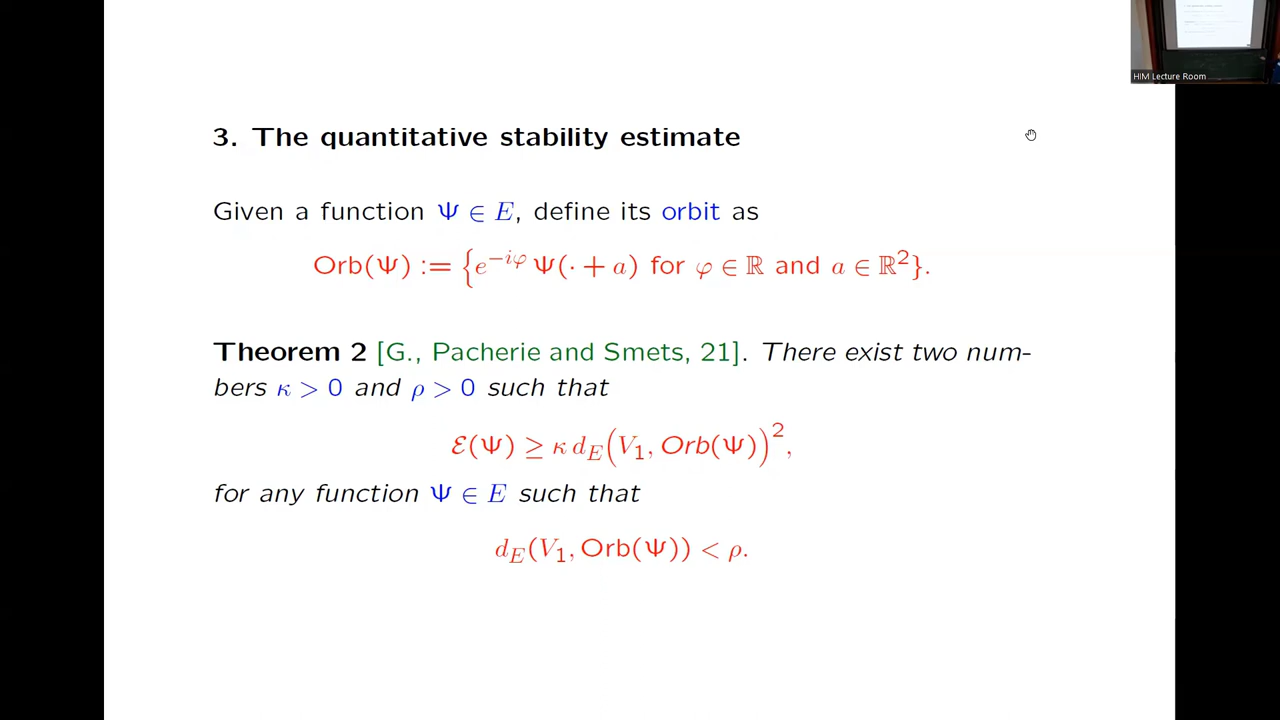 HIM Lecture Room
3. The quantitative stability estimate
Given a function Ψ ∈ E, define its orbit as
Orb(Ψ) := {e^{−iφ} Ψ(· + a) for φ ∈ ℝ and a ∈ ℝ²}.
Theorem 2 [G., Pacherie and Smets, 21]. There exist two num-
bers κ > 0 and ρ > 0 such that
ℰ(Ψ) ≥ κ d_E(V₁, Orb(Ψ))²,
for any function Ψ ∈ E such that
d_E(V₁, Orb(Ψ)) < ρ.